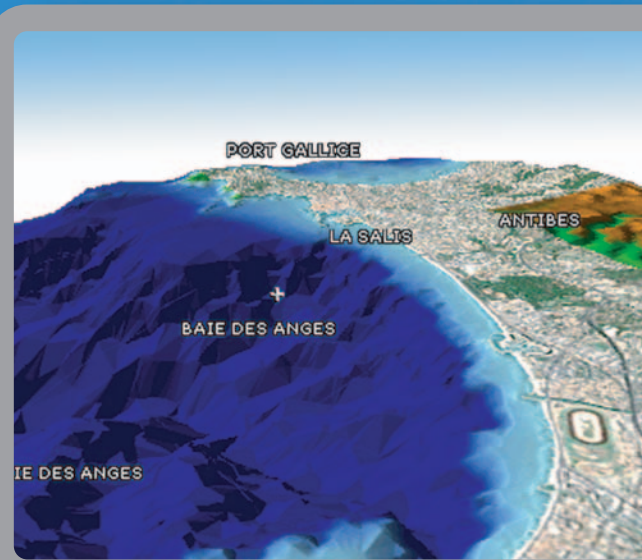 PORT GALLICE
ANTIBES
LA SALIS
BAIE DES ANGES
IE DES ANGES